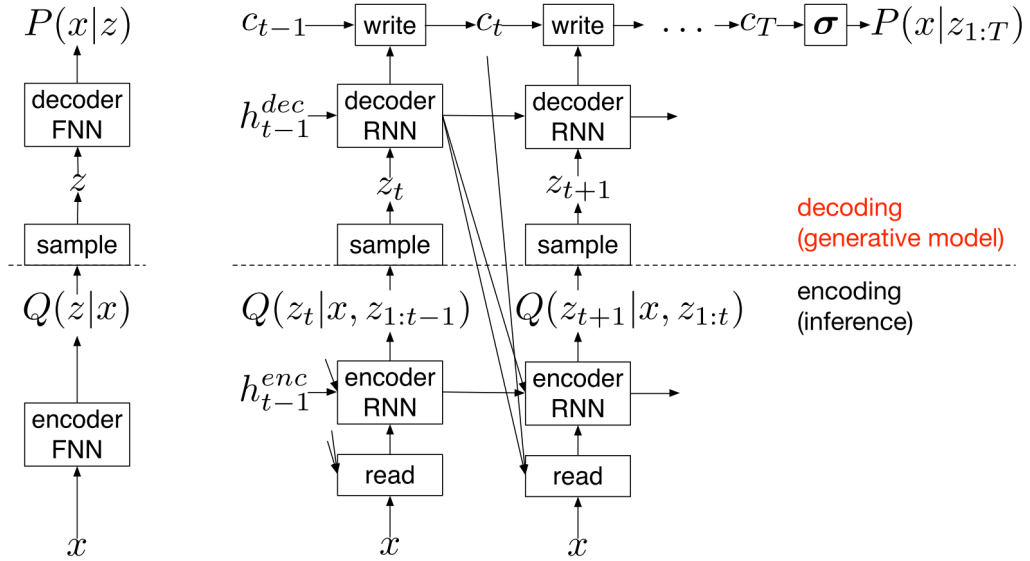 P(x|z)
decoder
FNN
z
sample
Q(z|x)
encoder
FNN
x
c_{t-1} write c_t write ... c_T σ P(x|z_{1:T})
h_{t-1}^{dec}
decoder
RNN
decoder
RNN
z_t z_{t+1}
sample sample
decoding
(generative model)
Q(z_t|x, z_{1:t-1}) Q(z_{t+1}|x, z_{1:t})
encoding
(inference)
h_{t-1}^{enc}
encoder
RNN
encoder
RNN
read read
x x